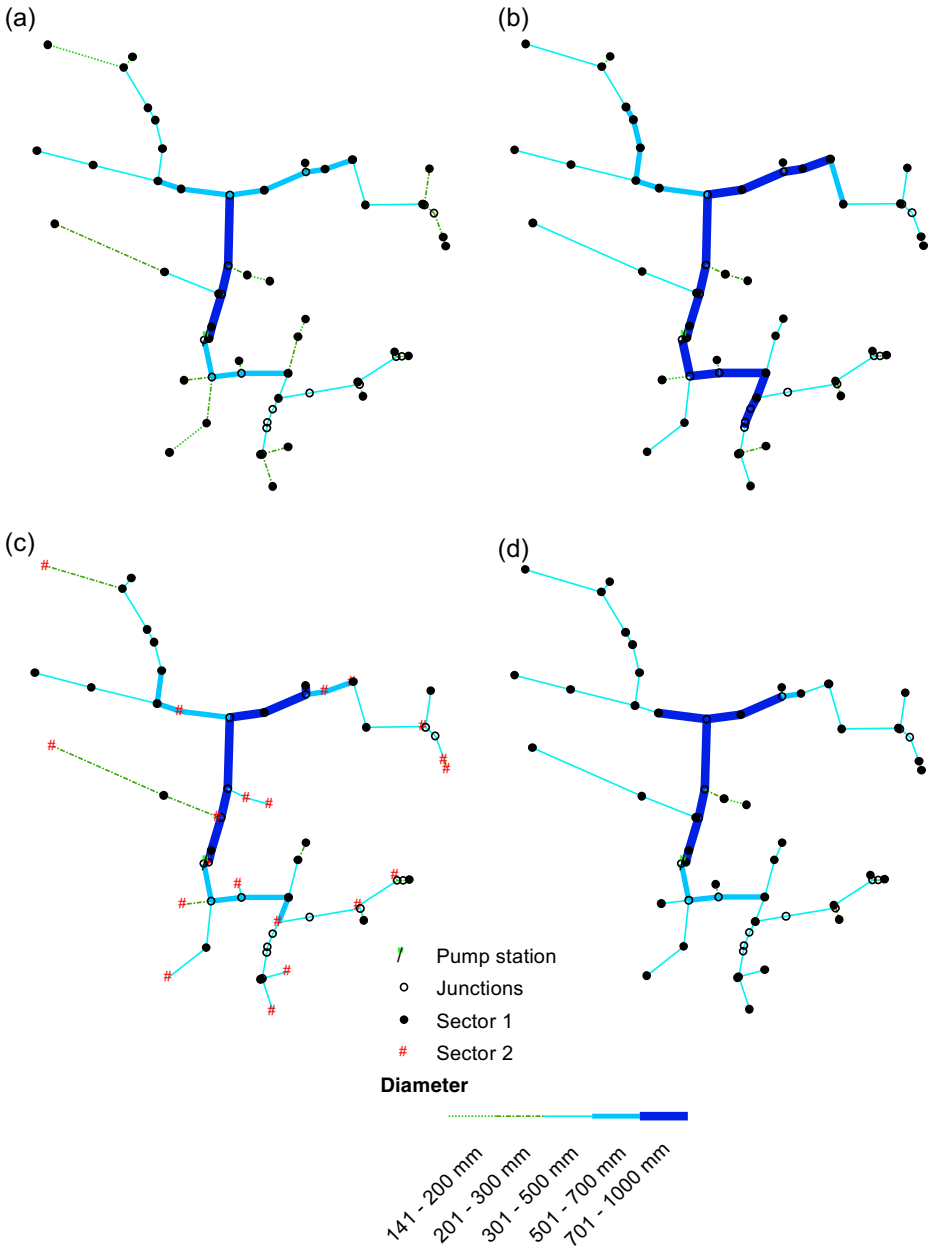 (a)
(b)
(c)
(d)
Pump station
Junctions
Sector 1
# Sector 2
Diameter
141 - 200 mm
201 - 300 mm
301 - 500 mm
501 - 700 mm
701 - 1000 mm